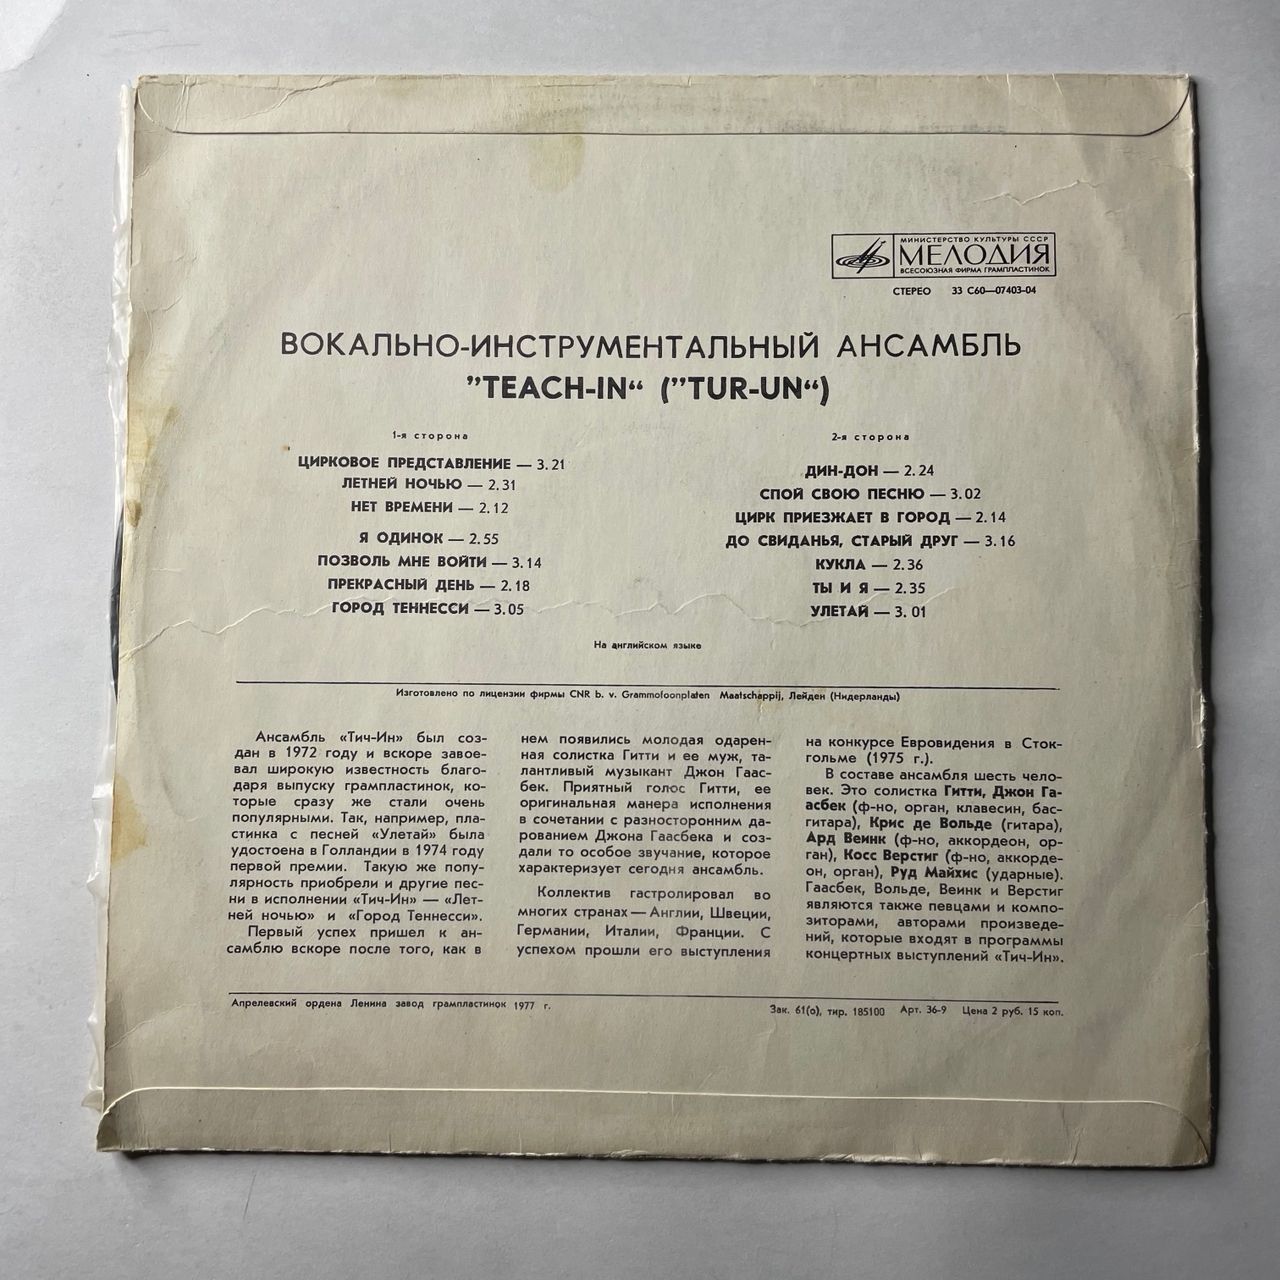 МИНИСТЕРСТВО КУЛЬТУРЫ СССР
МЕЛОДИЯ
ВСЕСОЮЗНАЯ ФИРМА ГРАМПЛАСТИНОК
СТЕРЕО 33 С60—07403-04
ВОКАЛЬНО-ИНСТРУМЕНТАЛЬНЫЙ АНСАМБЛЬ
”TEACH-IN“ (”TUR-UN“)
1-я сторона
ЦИРКОВОЕ ПРЕДСТАВЛЕНИЕ — 3.21
ЛЕТНЕЙ НОЧЬЮ — 2.31
НЕТ ВРЕМЕНИ — 2.12
Я ОДИНОК — 2.55
ПОЗВОЛЬ МНЕ ВОЙТИ — 3.14
ПРЕКРАСНЫЙ ДЕНЬ — 2.18
ГОРОД ТЕННЕССИ — 3.05
2-я сторона
ДИН-ДОН — 2.24
СПОЙ СВОЮ ПЕСНЮ — 3.02
ЦИРК ПРИЕЗЖАЕТ В ГОРОД — 2.14
ДО СВИДАНЬЯ, СТАРЫЙ ДРУГ — 3.16
КУКЛА — 2.36
ТЫ И Я — 2.35
УЛЕТАЙ — 3.01
На английском языке
Изготовлено по лицензии фирмы CNR b. v. Grammofoonplaten Maatschappij, Лейден (Нидерланды)
Ансамбль «Тич-Ин» был соз-
дан в 1972 году и вскоре завое-
вал широкую известность благо-
даря выпуску грампластинок, ко-
торые сразу же стали очень
популярными. Так, например, пла-
стинка с песней «Улетай» была
удостоена в Голландии в 1974 году
первой премии. Такую же попу-
лярность приобрели и другие пес-
ни в исполнении «Тич-Ин» — «Лет-
ней ночью» и «Город Теннесси».
Первый успех пришел к ан-
самблю вскоре после того, как в
нем появились молодая одарен-
ная солистка Гитти и ее муж, та-
лантливый музыкант Джон Гаас-
бек. Приятный голос Гитти, ее
оригинальная манера исполнения
в сочетании с разносторонним да-
рованием Джона Гаасбека и соз-
дали то особое звучание, которое
характеризует сегодня ансамбль.
Коллектив гастролировал во
многих странах — Англии, Швеции,
Германии, Италии, Франции. С
успехом прошли его выступления
на конкурсе Евровидения в Сток-
гольме (1975 г.).
В составе ансамбля шесть чело-
век. Это солистка Гитти, Джон Га-
асбек (ф-но, орган, клавесин, бас-
гитара), Крис де Вольде (гитара),
Ард Веинк (ф-но, аккордеон, ор-
ган), Косс Верстиг (ф-но, аккорде-
он, орган), Руд Майхис (ударные).
Гаасбек, Вольде, Веинк и Верстиг
являются также певцами и компо-
зиторами, авторами произведе-
ний, которые входят в программы
концертных выступлений «Тич-Ин».
Апрелевский ордена Ленина завод грампластинок 1977 г.
Зак. 61(о), тир. 185100 Арт. 36-9 Цена 2 руб. 15 коп.